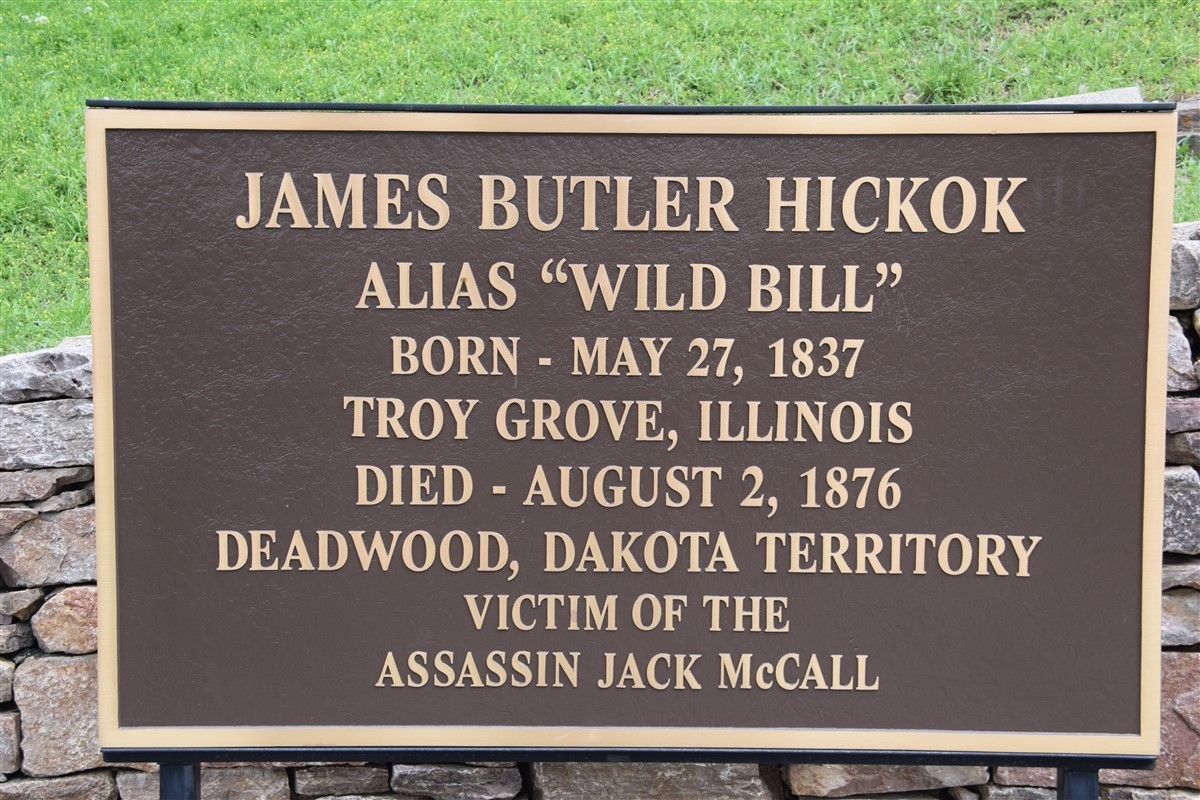 JAMES BUTLER HICKOK
ALIAS “WILD BILL”
BORN - MAY 27, 1837
TROY GROVE, ILLINOIS
DIED - AUGUST 2, 1876
DEADWOOD, DAKOTA TERRITORY
VICTIM OF THE
ASSASSIN JACK McCALL